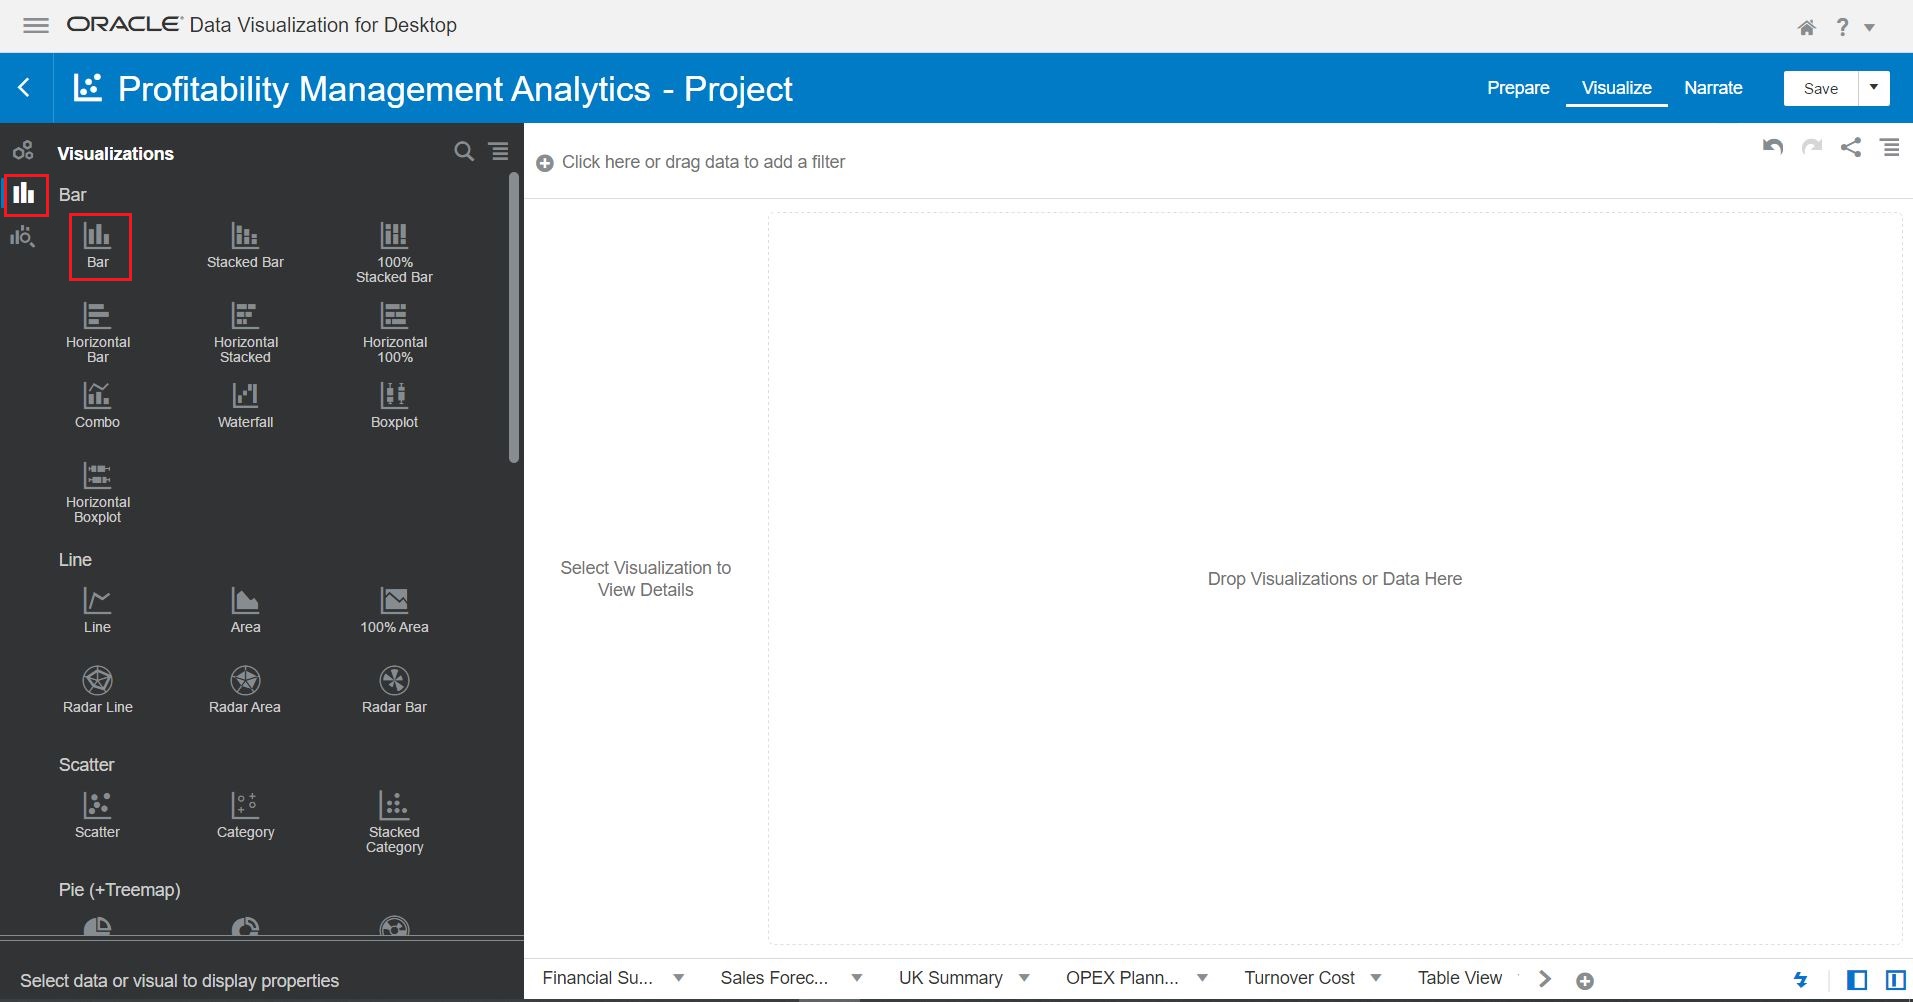 ORACLE Data Visualization for Desktop
?
Profitability Management Analytics - Project
Prepare
Visualize
Narrate
Save
Visualizations
Click here or drag data to add a filter
Bar
Bar
Stacked Bar
100%
Stacked Bar
Horizontal
Bar
Horizontal
Stacked
Horizontal
100%
Combo
Waterfall
Boxplot
Horizontal
Boxplot
Line
Line
Area
100% Area
Radar Line
Radar Area
Radar Bar
Scatter
Scatter
Category
Stacked
Category
Pie (+Treemap)
Select data or visual to display properties
Select Visualization to
View Details
Drop Visualizations or Data Here
Financial Su...
Sales Forec...
UK Summary
OPEX Plann...
Turnover Cost
Table View